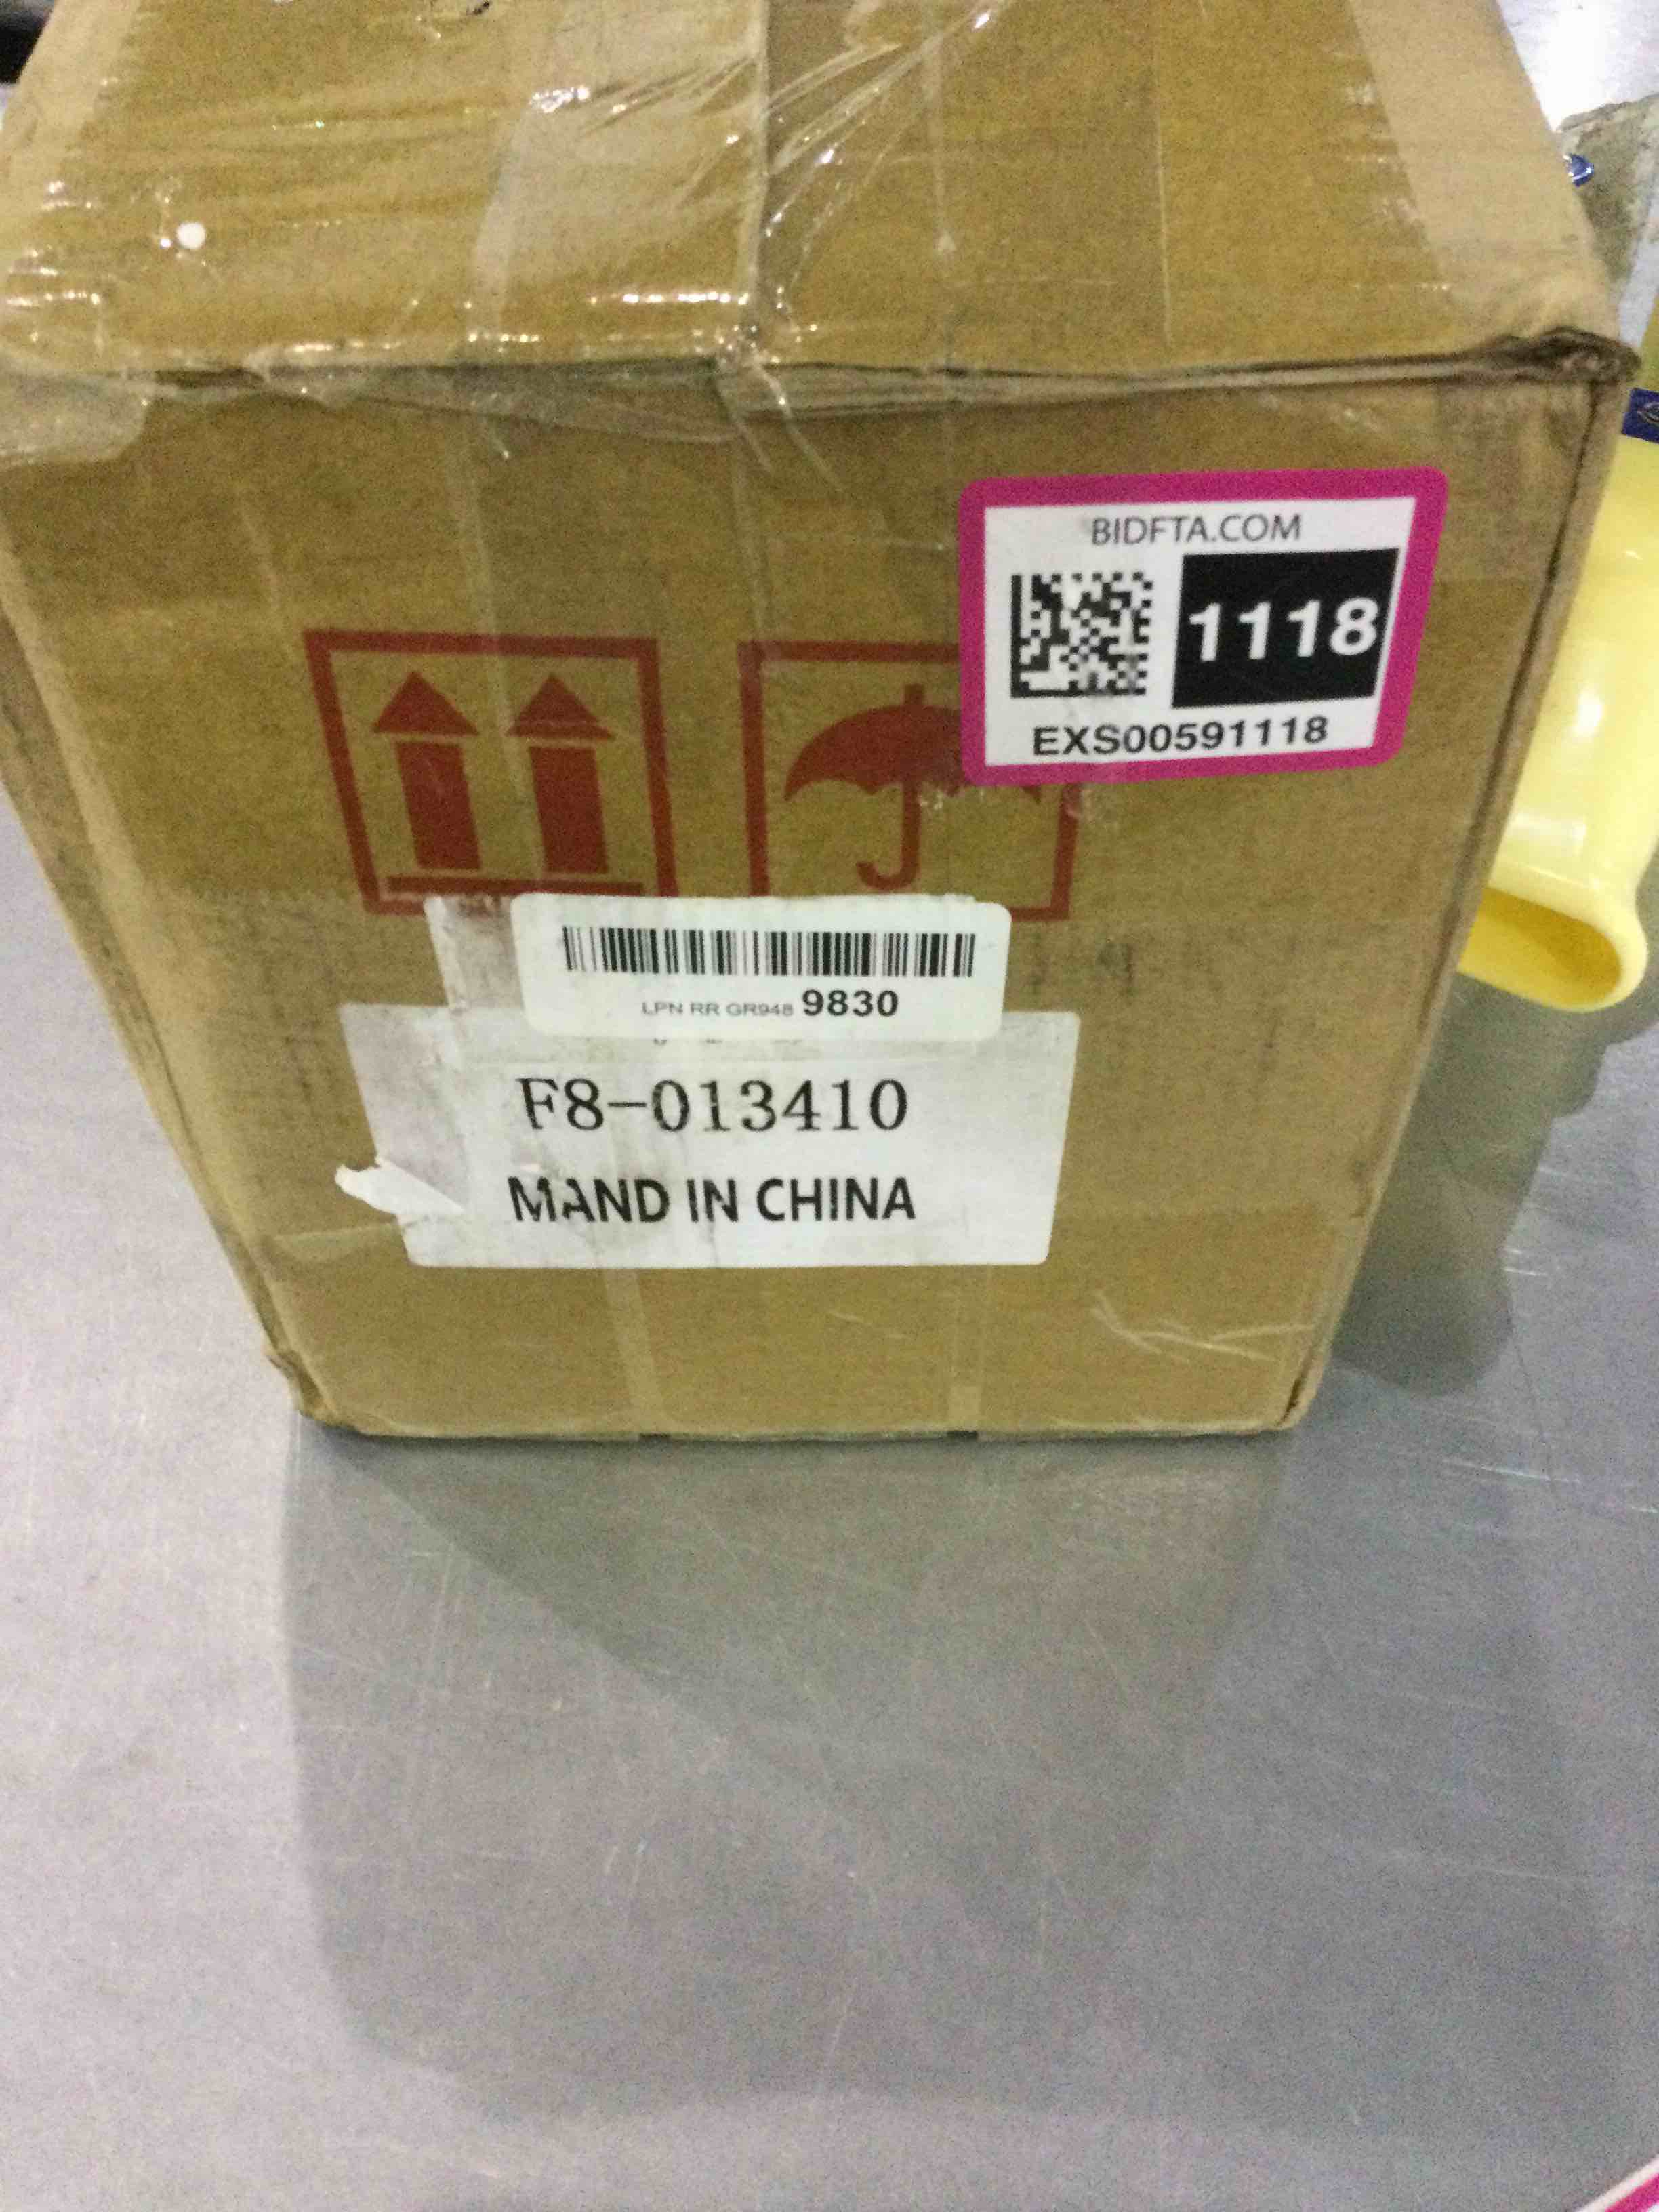 BIDFTA.COM
1118
EXS00591118
LPN RR GR948 9830
F8-013410
MAND IN CHINA